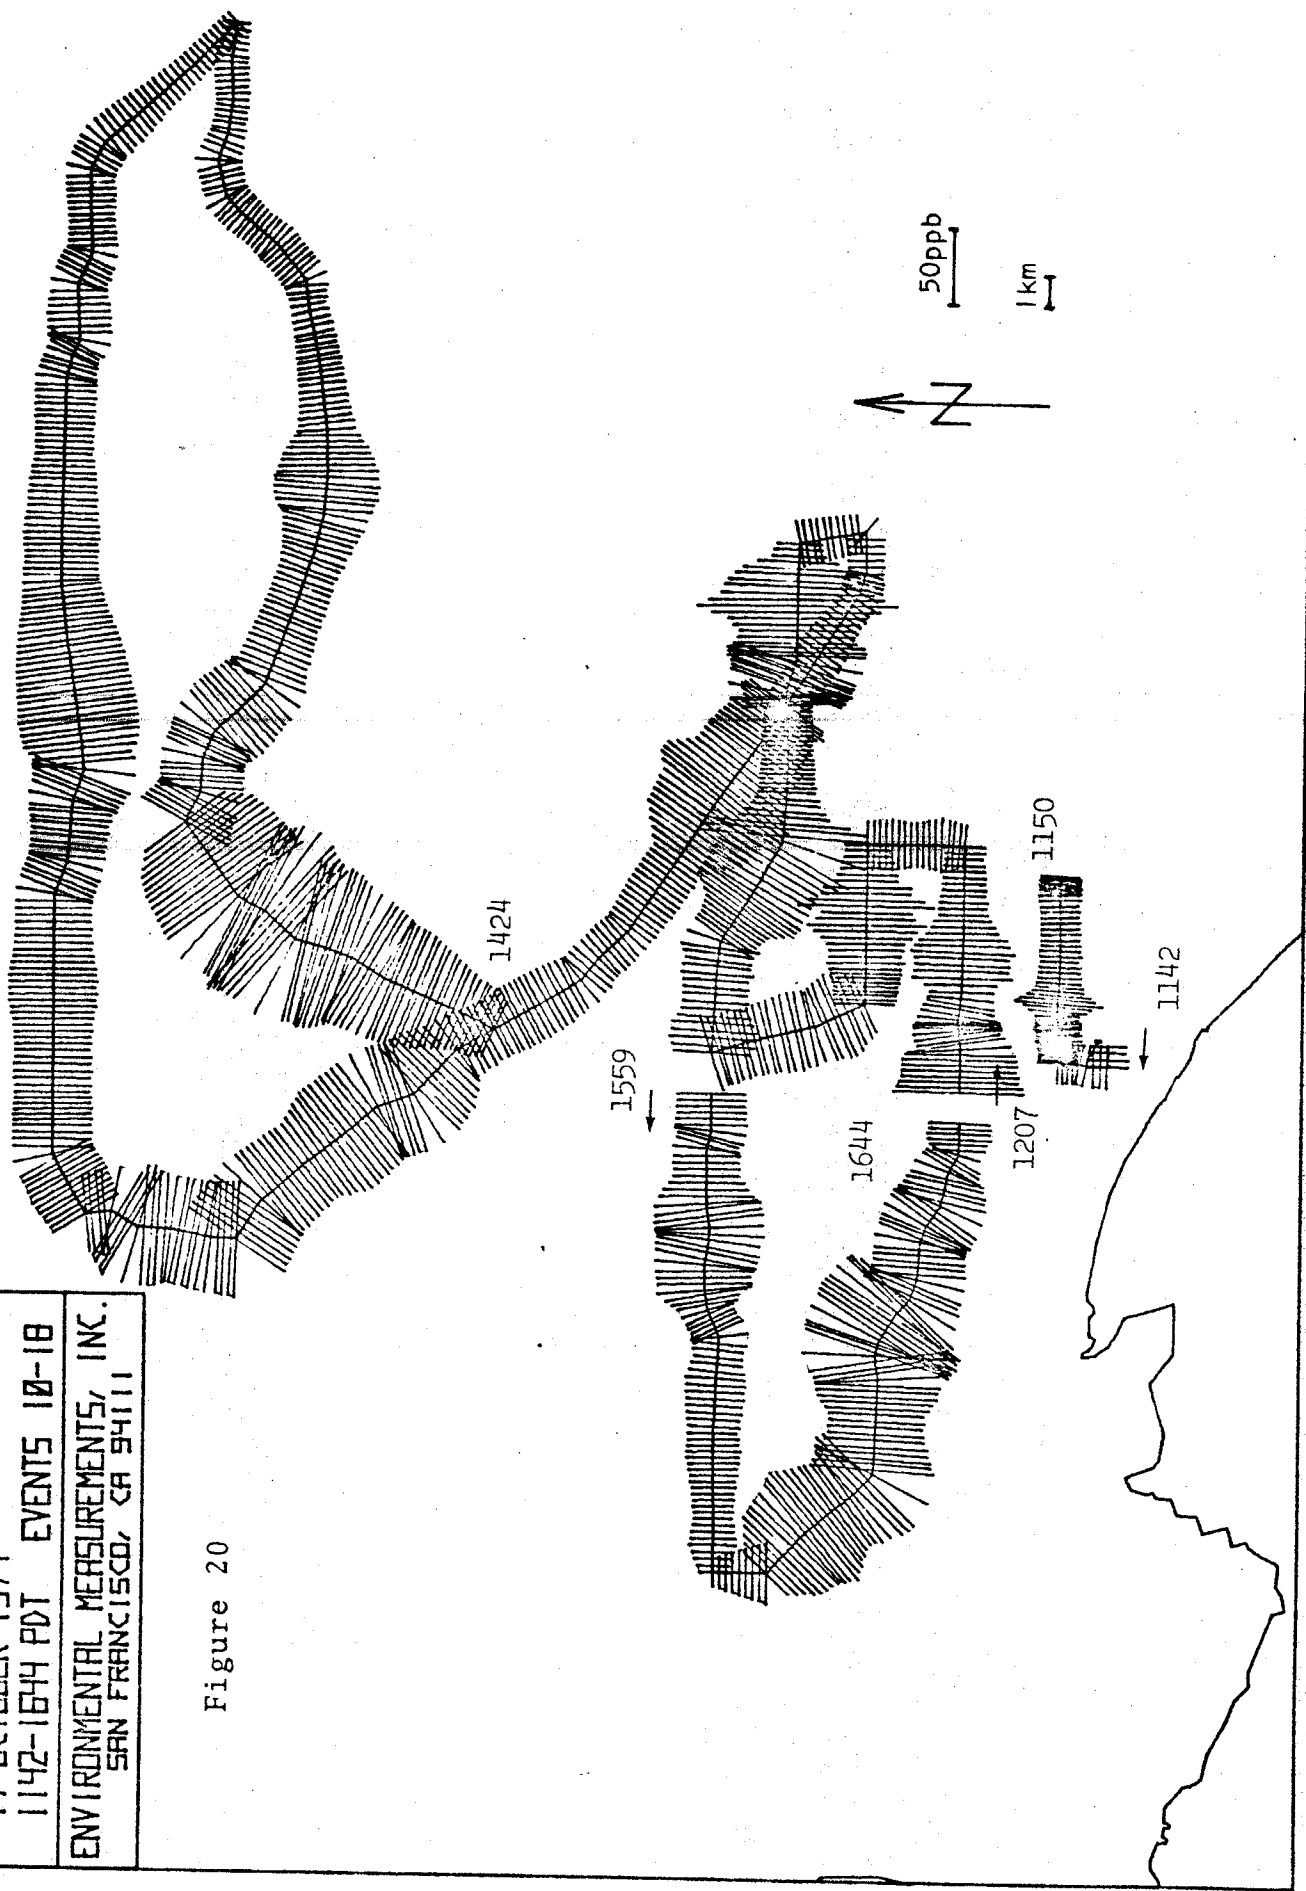 1142-1644 PDT EVENTS 10-18
ENVIRONMENTAL MEASUREMENTS, INC.
SAN FRANCISCO, CA 94111
Figure 20
1424
1559
1644
1207
1150
1142
50ppb
1km
N